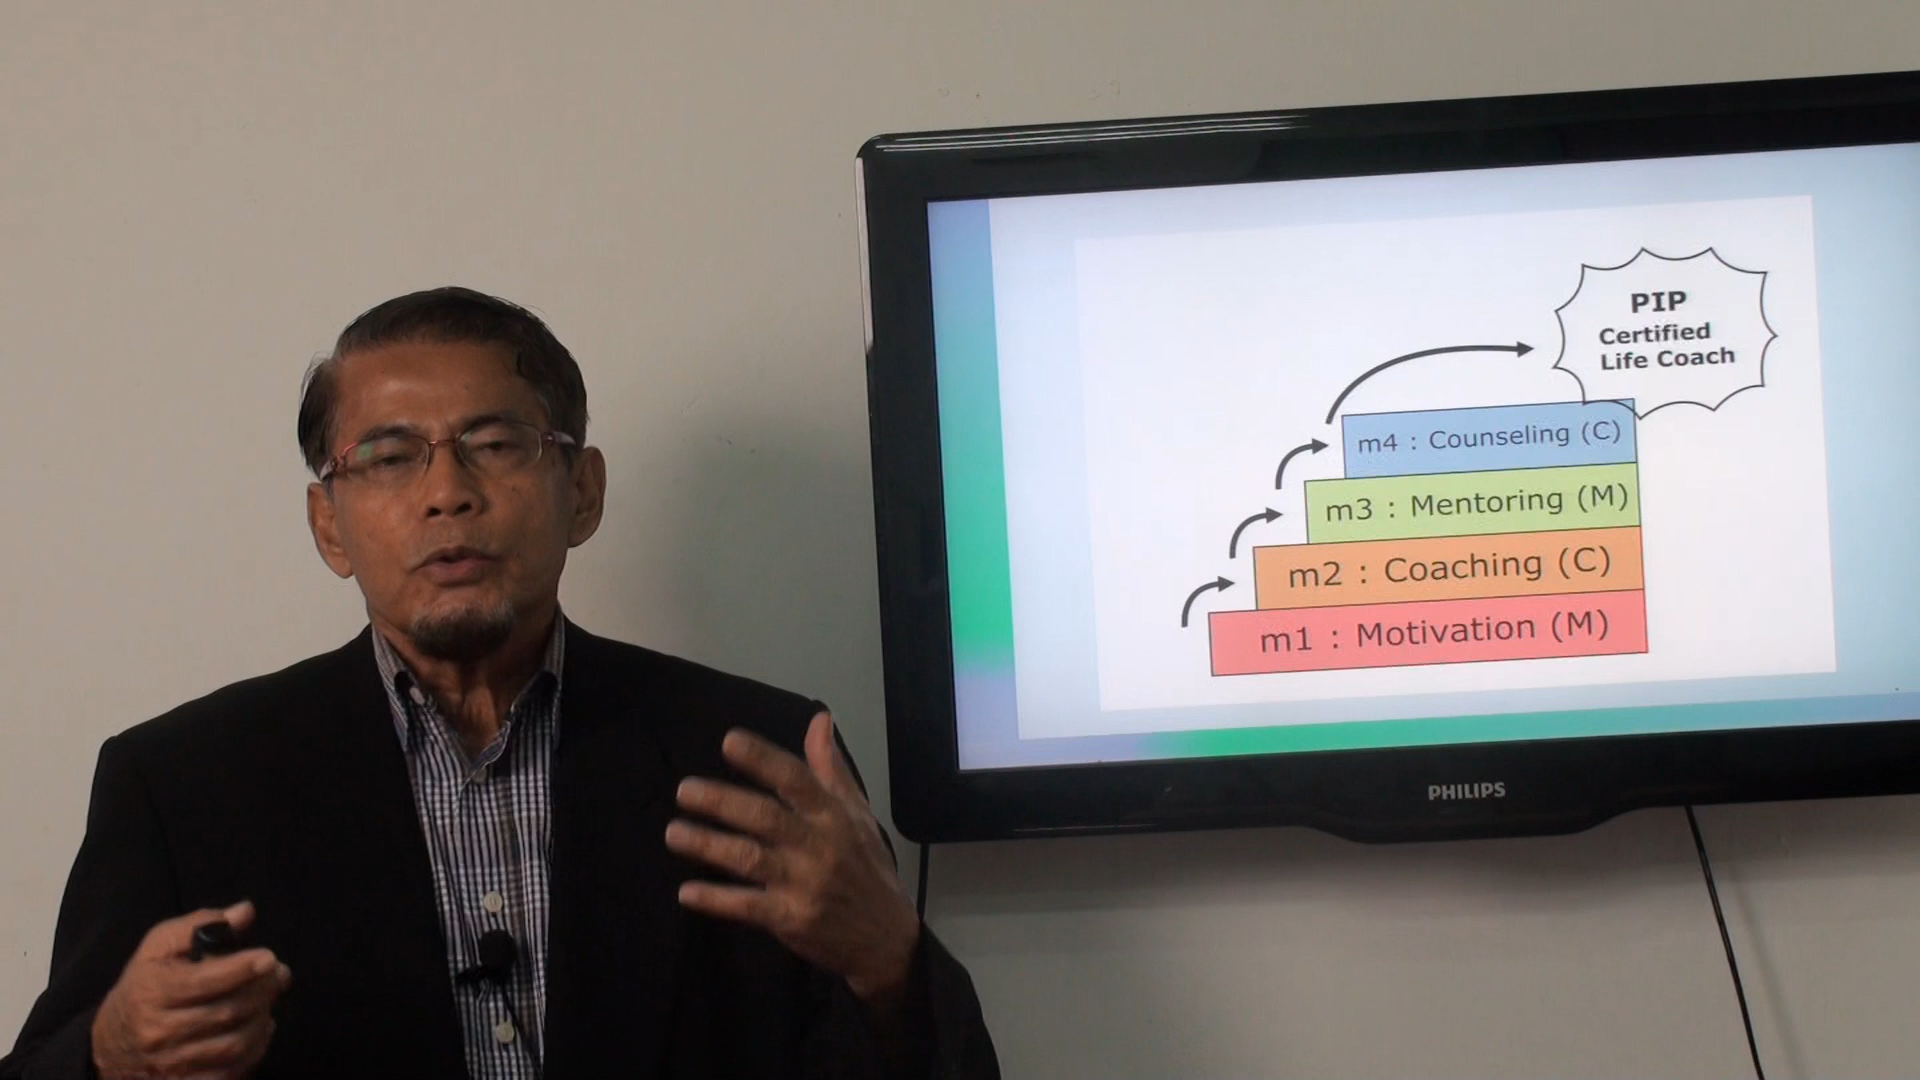 PIP
Certified
Life Coach
m4 : Counseling (C)
m3 : Mentoring (M)
m2 : Coaching (C)
m1 : Motivation (M)
PHILIPS